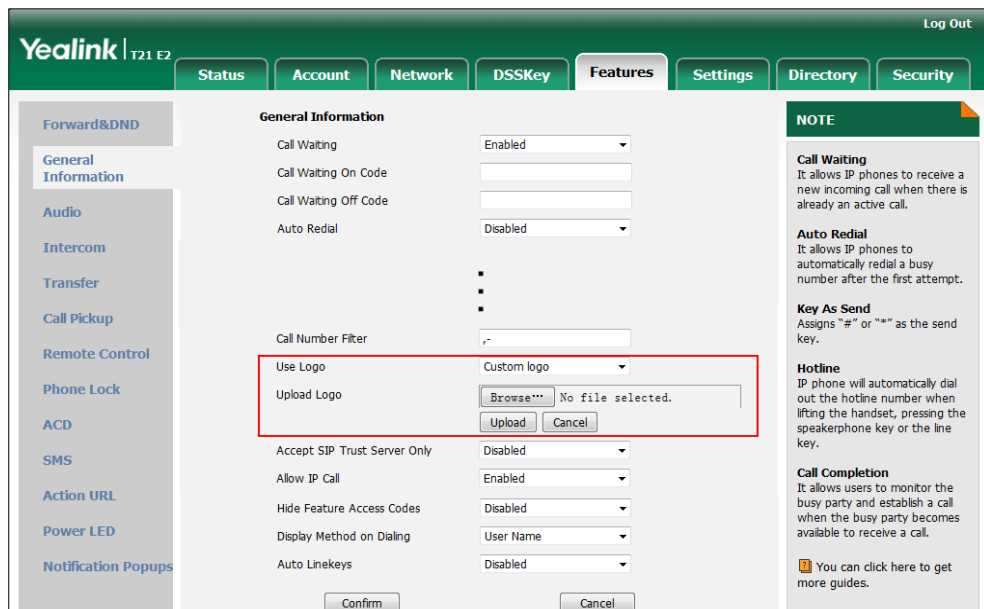 Log Out
Yealink T21 E2
Status Account Network DSSKey Features Settings Directory Security
Forward&DND
General
Information
Audio
Intercom
Transfer
Call Pickup
Remote Control
Phone Lock
ACD
SMS
Action URL
Power LED
Notification Popups
General Information
Call Waiting Enabled
Call Waiting On Code
Call Waiting Off Code
Auto Redial Disabled
Call Number Filter ,-
Use Logo Custom logo
Upload Logo Browse··· No file selected.
Upload Cancel
Accept SIP Trust Server Only Disabled
Allow IP Call Enabled
Hide Feature Access Codes Disabled
Display Method on Dialing User Name
Auto Linekeys Disabled
Confirm Cancel
NOTE
Call Waiting
It allows IP phones to receive a
new incoming call when there is
already an active call.
Auto Redial
It allows IP phones to
automatically redial a busy
number after the first attempt.
Key As Send
Assigns "#" or "*" as the send
key.
Hotline
IP phone will automatically dial
out the hotline number when
lifting the handset, pressing the
speakerphone key or the line
key.
Call Completion
It allows users to monitor the
busy party and establish a call
when the busy party becomes
available to receive a call.
? You can click here to get
more guides.